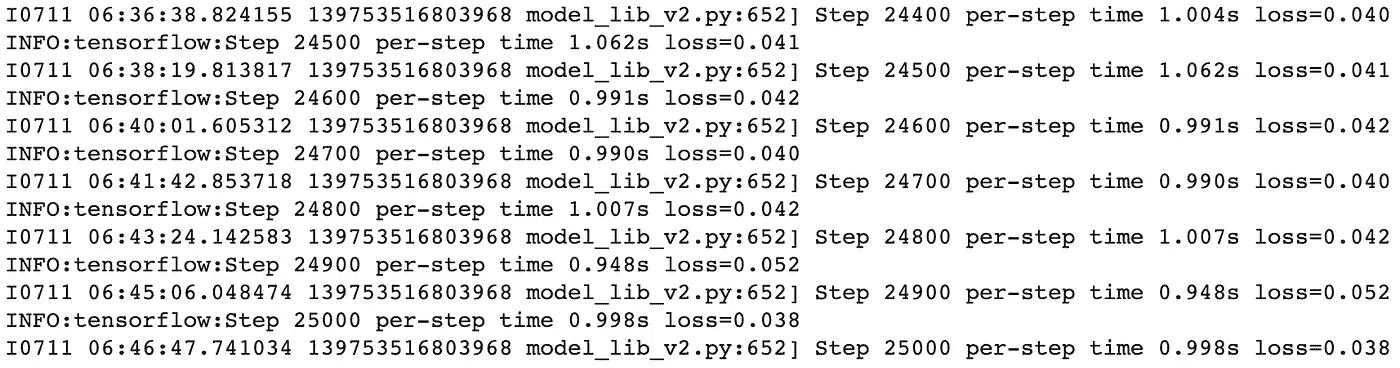 I0711 06:36:38.824155 139753516803968 model_lib_v2.py:652] Step 24400 per-step time 1.004s loss=0.040
INFO:tensorflow:Step 24500 per-step time 1.062s loss=0.041
I0711 06:38:19.813817 139753516803968 model_lib_v2.py:652] Step 24500 per-step time 1.062s loss=0.041
INFO:tensorflow:Step 24600 per-step time 0.991s loss=0.042
I0711 06:40:01.605312 139753516803968 model_lib_v2.py:652] Step 24600 per-step time 0.991s loss=0.042
INFO:tensorflow:Step 24700 per-step time 0.990s loss=0.040
I0711 06:41:42.853718 139753516803968 model_lib_v2.py:652] Step 24700 per-step time 0.990s loss=0.040
INFO:tensorflow:Step 24800 per-step time 1.007s loss=0.042
I0711 06:43:24.142583 139753516803968 model_lib_v2.py:652] Step 24800 per-step time 1.007s loss=0.042
INFO:tensorflow:Step 24900 per-step time 0.948s loss=0.052
I0711 06:45:06.048474 139753516803968 model_lib_v2.py:652] Step 24900 per-step time 0.948s loss=0.052
INFO:tensorflow:Step 25000 per-step time 0.998s loss=0.038
I0711 06:46:47.741034 139753516803968 model_lib_v2.py:652] Step 25000 per-step time 0.998s loss=0.038